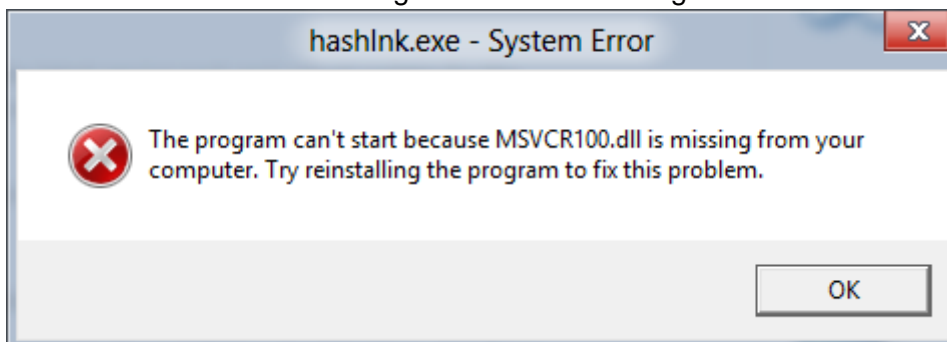 hashlnk.exe - System Error
The program can't start because MSVCR100.dll is missing from your
computer. Try reinstalling the program to fix this problem.
OK